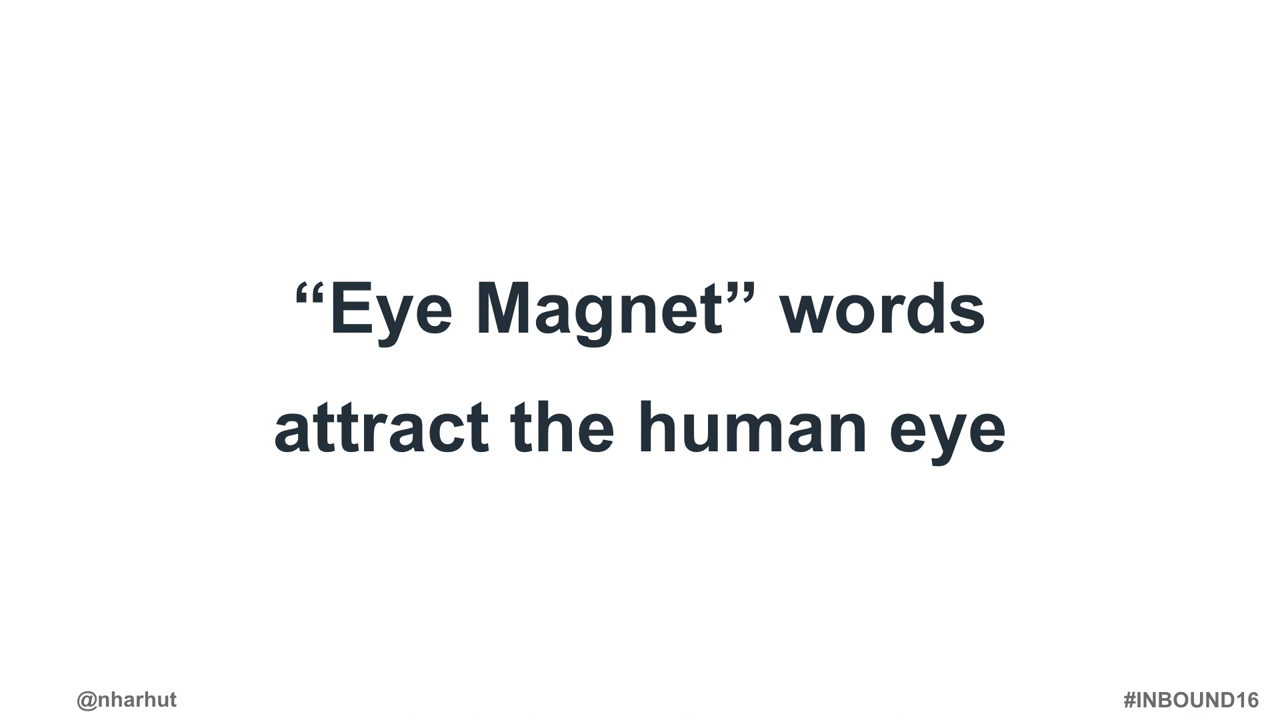 “Eye Magnet” words
attract the human eye
@nharhut
#INBOUND16